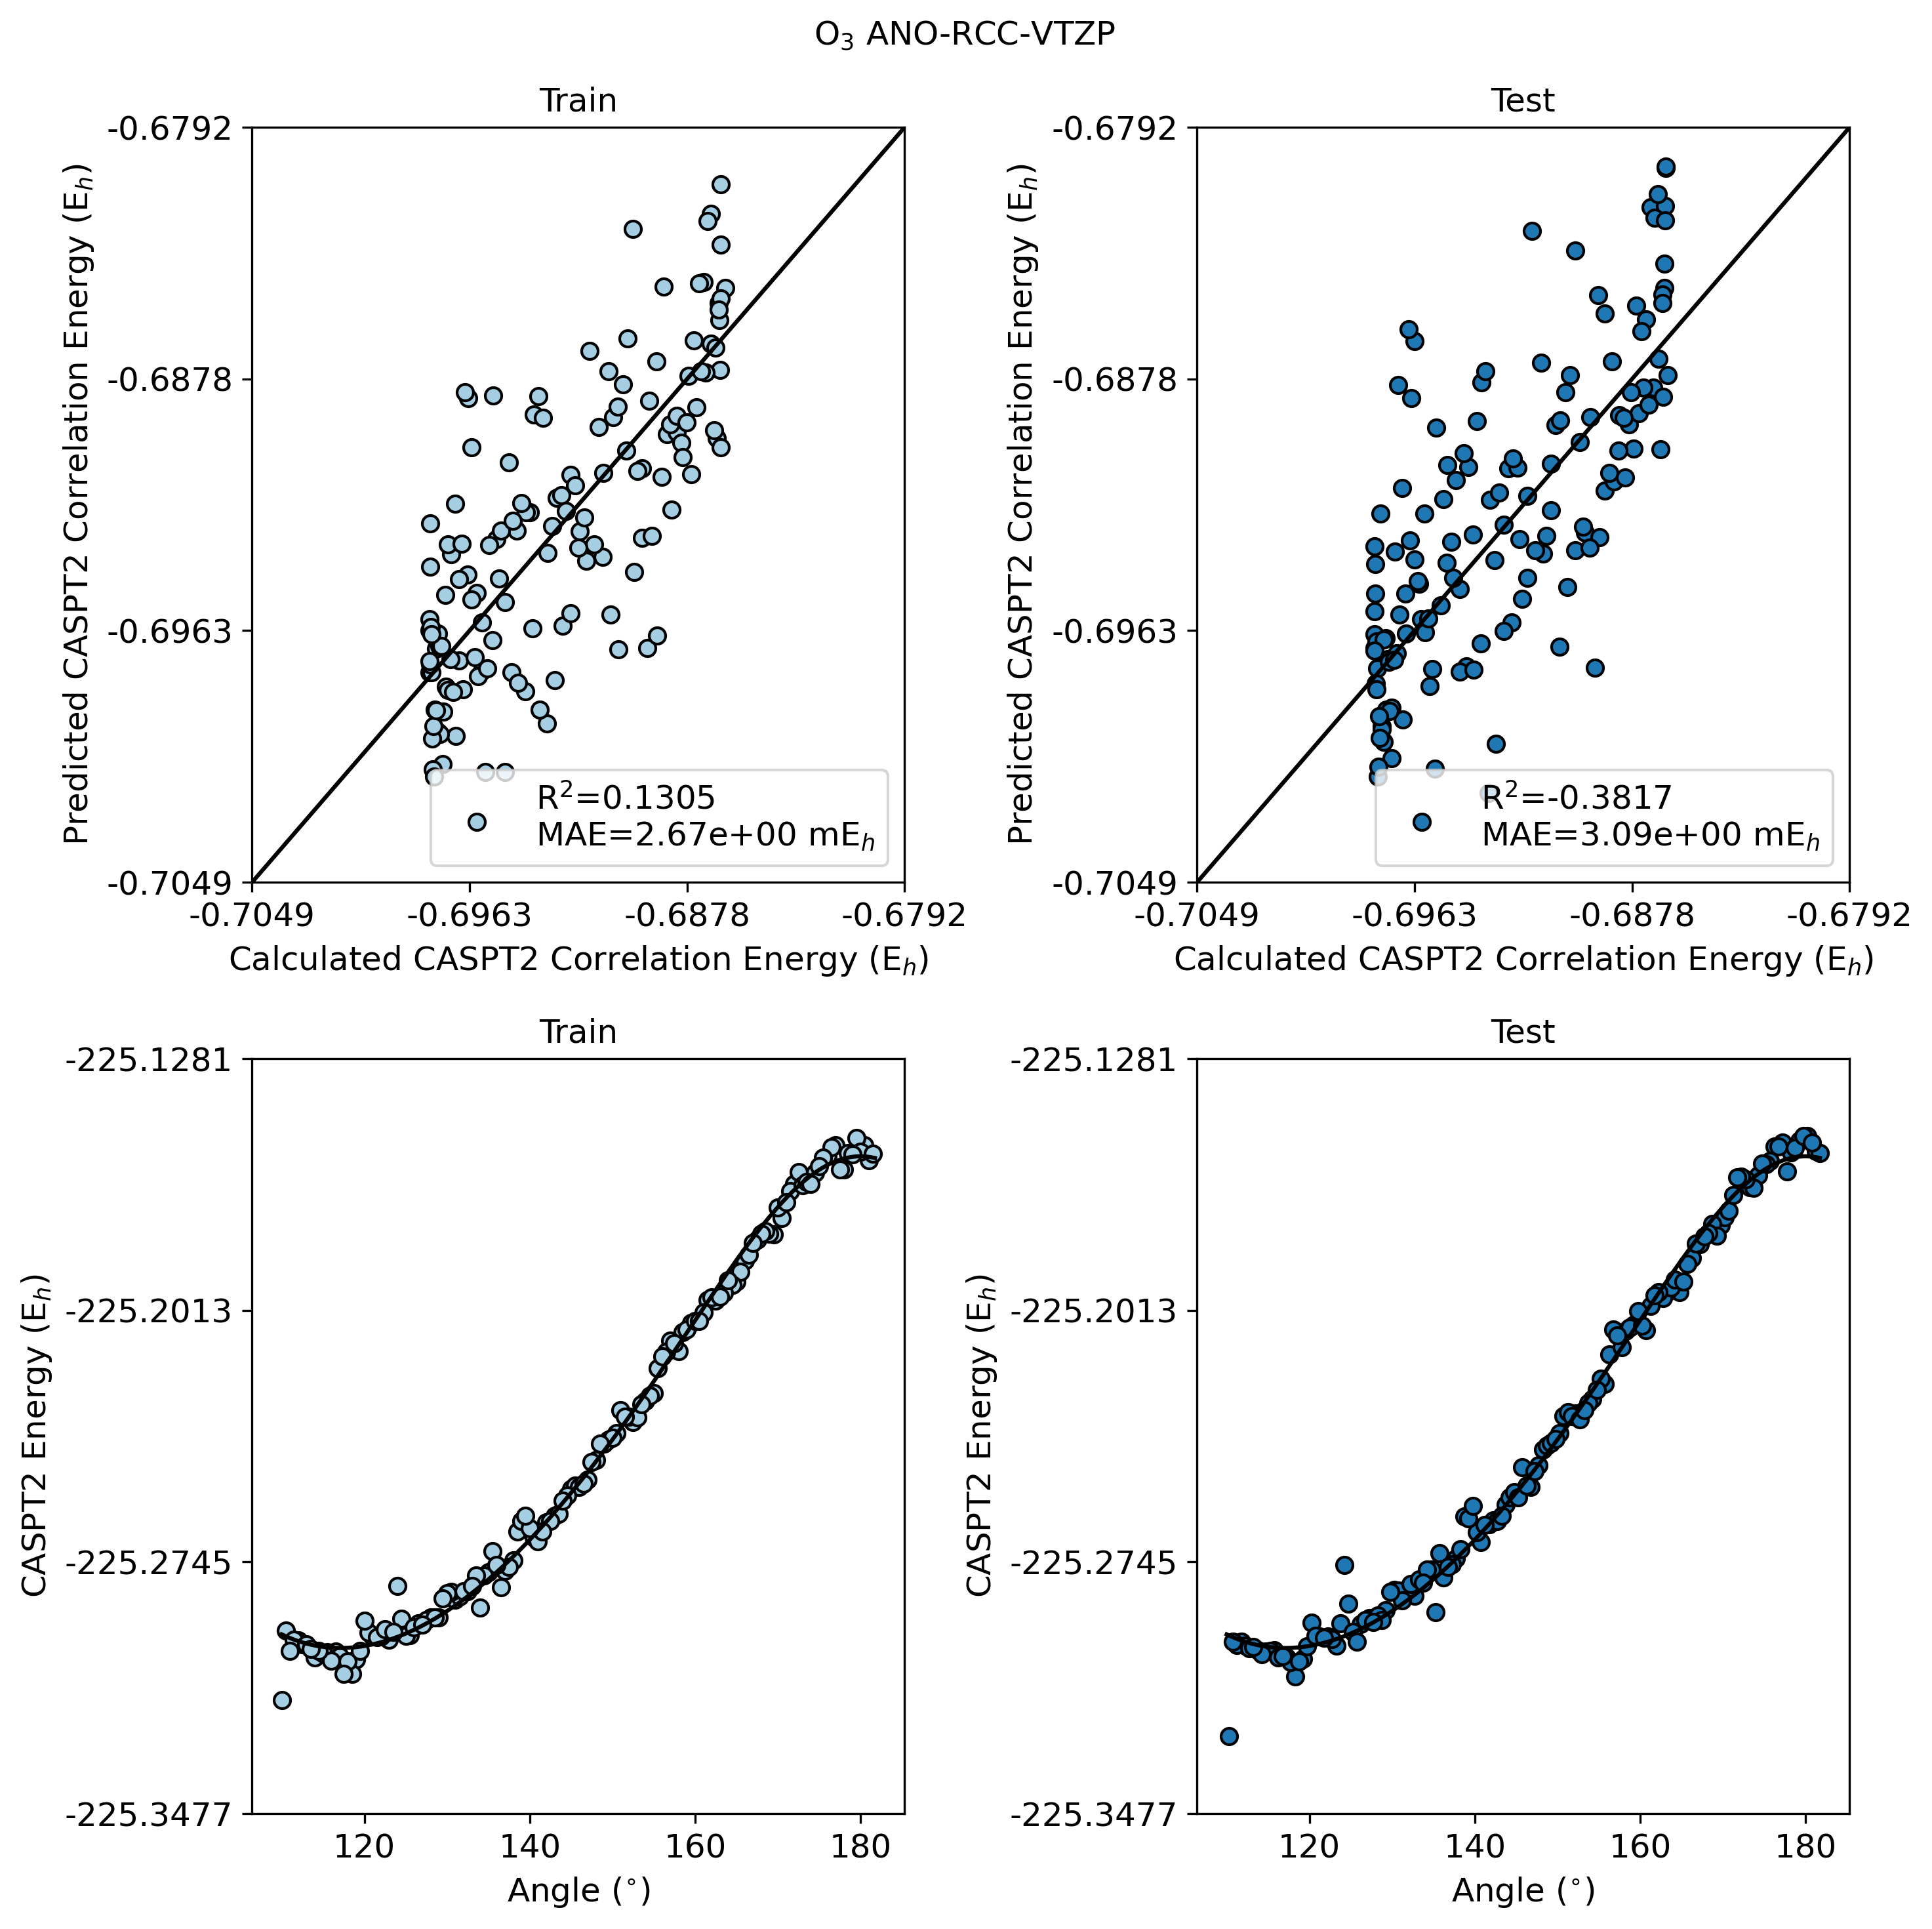 O₃ ANO-RCC-VTZP
Train
Test
-0.6792
-0.6878
-0.6963
-0.7049
Predicted CASPT2 Correlation Energy (Eₕ)
R²=0.1305
MAE=2.67e+00 mEₕ
-0.7049 -0.6963 -0.6878 -0.6792
Calculated CASPT2 Correlation Energy (Eₕ)
-0.6792
-0.6878
-0.6963
-0.7049
Predicted CASPT2 Correlation Energy (Eₕ)
R²=-0.3817
MAE=3.09e+00 mEₕ
-0.7049 -0.6963 -0.6878 -0.6792
Calculated CASPT2 Correlation Energy (Eₕ)
Train
-225.1281
-225.2013
-225.2745
-225.3477
CASPT2 Energy (Eₕ)
120 140 160 180
Angle (°)
Test
-225.1281
-225.2013
-225.2745
-225.3477
CASPT2 Energy (Eₕ)
120 140 160 180
Angle (°)